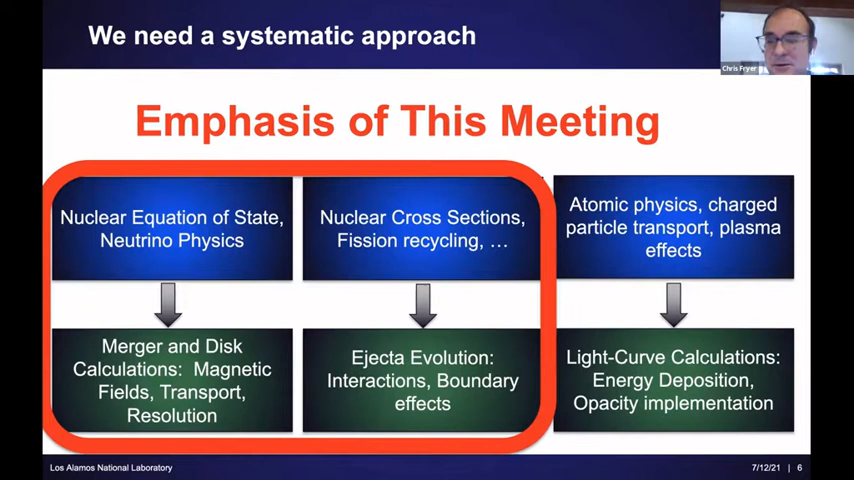 We need a systematic approach
Chris Fryer
Emphasis of This Meeting
Nuclear Equation of State,
Neutrino Physics
Nuclear Cross Sections,
Fission recycling, …
Atomic physics, charged
particle transport, plasma
effects
Merger and Disk
Calculations: Magnetic
Fields, Transport,
Resolution
Ejecta Evolution:
Interactions, Boundary
effects
Light-Curve Calculations:
Energy Deposition,
Opacity implementation
Los Alamos National Laboratory
7/12/21 | 6